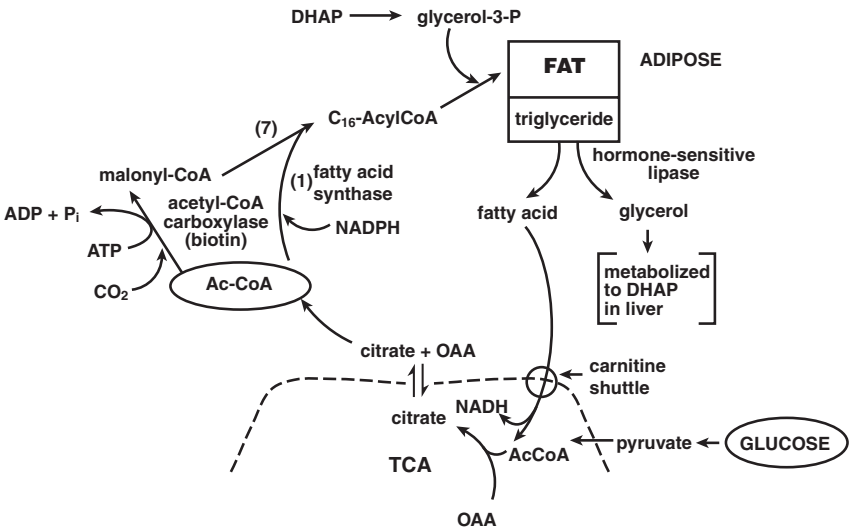 DHAP
glycerol-3-P
FAT
ADIPOSE
triglyceride
C₁₆-AcylCoA
(7)
hormone-sensitive
lipase
malonyl-CoA
(1) fatty acid
synthase
acetyl-CoA
carboxylase
(biotin)
ADP + Pᵢ
fatty acid
glycerol
NADPH
ATP
CO₂
Ac-CoA
metabolized
to DHAP
in liver
citrate + OAA
carnitine
shuttle
citrate
NADH
AcCoA
pyruvate
GLUCOSE
TCA
OAA